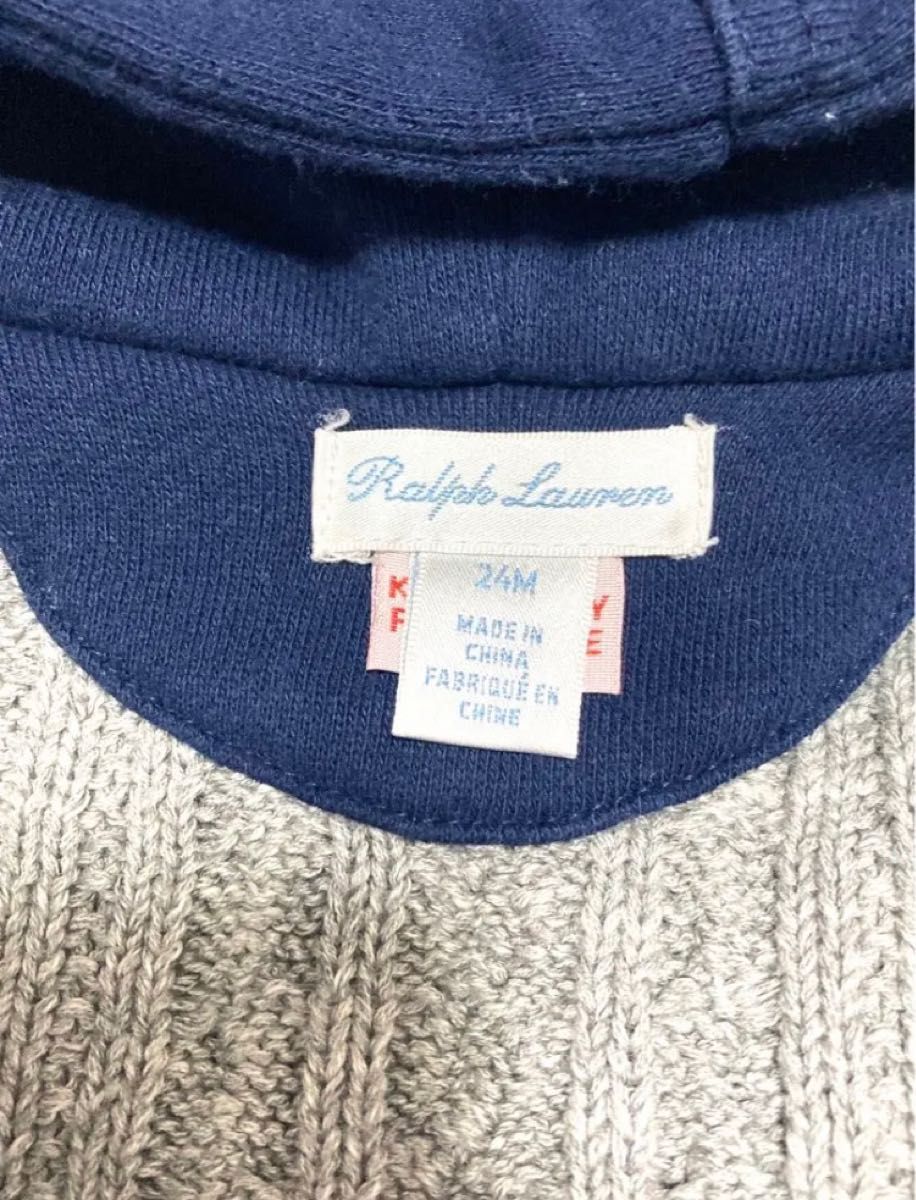 Ralph Lauren
24M
MADE IN
CHINA
FABRIQUÉ EN
CHINE